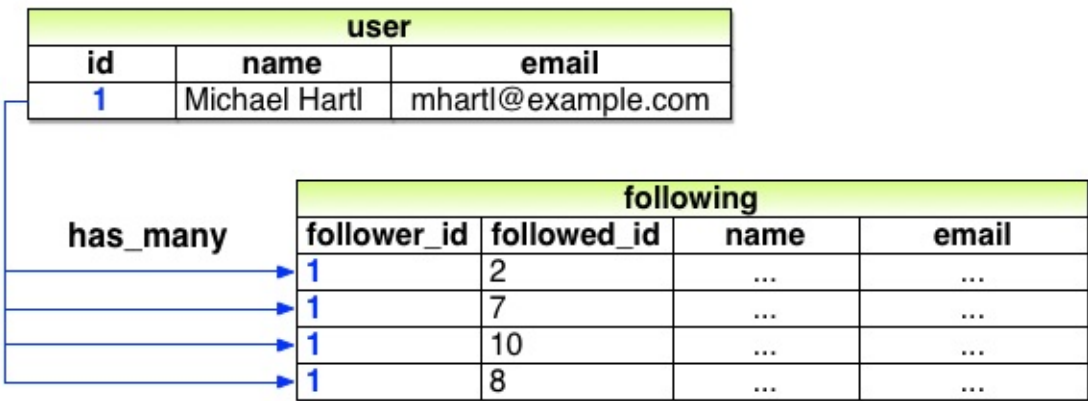 user
id name email
1 Michael Hartl mhartl@example.com
following
has_many follower_id followed_id name email
1 2 ... ...
1 7 ... ...
1 10 ... ...
1 8 ... ...